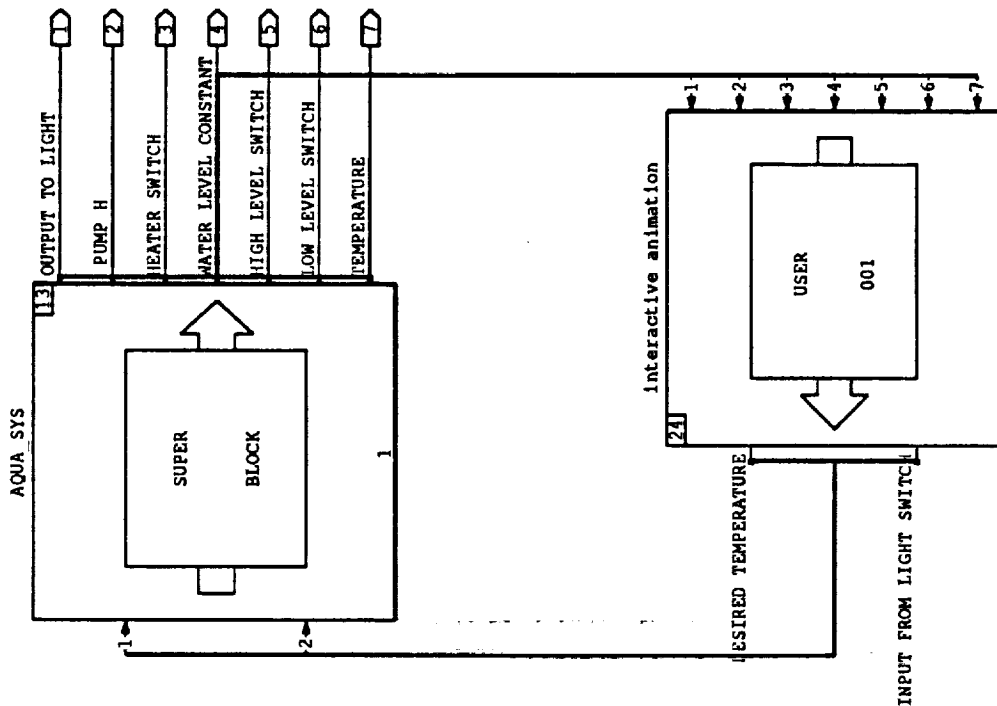 AQUA SYS
13
SUPER
BLOCK
1
1
2
OUTPUT TO LIGHT
1
PUMP H
2
HEATER SWITCH
3
WATER LEVEL CONSTANT
4
HIGH LEVEL SWITCH
5
LOW LEVEL SWITCH
6
TEMPERATURE
7
interactive animation
24
USER
001
1
2
3
4
5
6
7
DESIRED TEMPERATURE
INPUT FROM LIGHT SWITCH